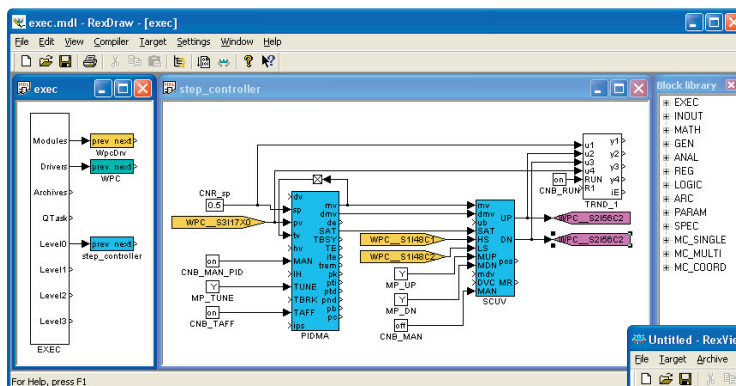 exec.mdl - RexDraw - [exec]
File Edit View Compiler Target Settings Window Help
exec
Modules
prev next
WpcDrv
Drivers
prev next
WPC
Archives
QTask
Level0
prev next
step_controller
Level1
Level2
Level3
EXEC
step_controller
CNR_sp
0.5
WPC__S3I17X0
on
CNB_MAN_PID
Y
MP_TUNE
on
CNB_TAFF
dv
sp
pv
tv
hv
MAN
IH
TUNE
TBRK
TAFF
ips
mv
dmv
de
SAT
TBSY
TE
ite
trem
pk
pti
ptd
pnd
pb
pc
PIDMA
WPC__S1I48C1
WPC__S1I48C2
Y
MP_UP
Y
MP_DN
off
CNB_MAN
mv
dmv
ub
SAT
HS
LS
MUP
MDN
mdv
DVC
MAN
UP
DN
pos
MR
SCUV
on
CNB_RUN
u1
u2
u3
u4
RUN
R1
y1
y2
y3
y4
iE
TRND_1
WPC__S2I56C2
WPC__S2I56C2
Block library
EXEC
INOUT
MATH
GEN
ANAL
REG
LOGIC
ARC
PARAM
SPEC
MC_SINGLE
MC_MULTI
MC_COORD
Untitled - RexView
File Target Archive
For Help, press F1